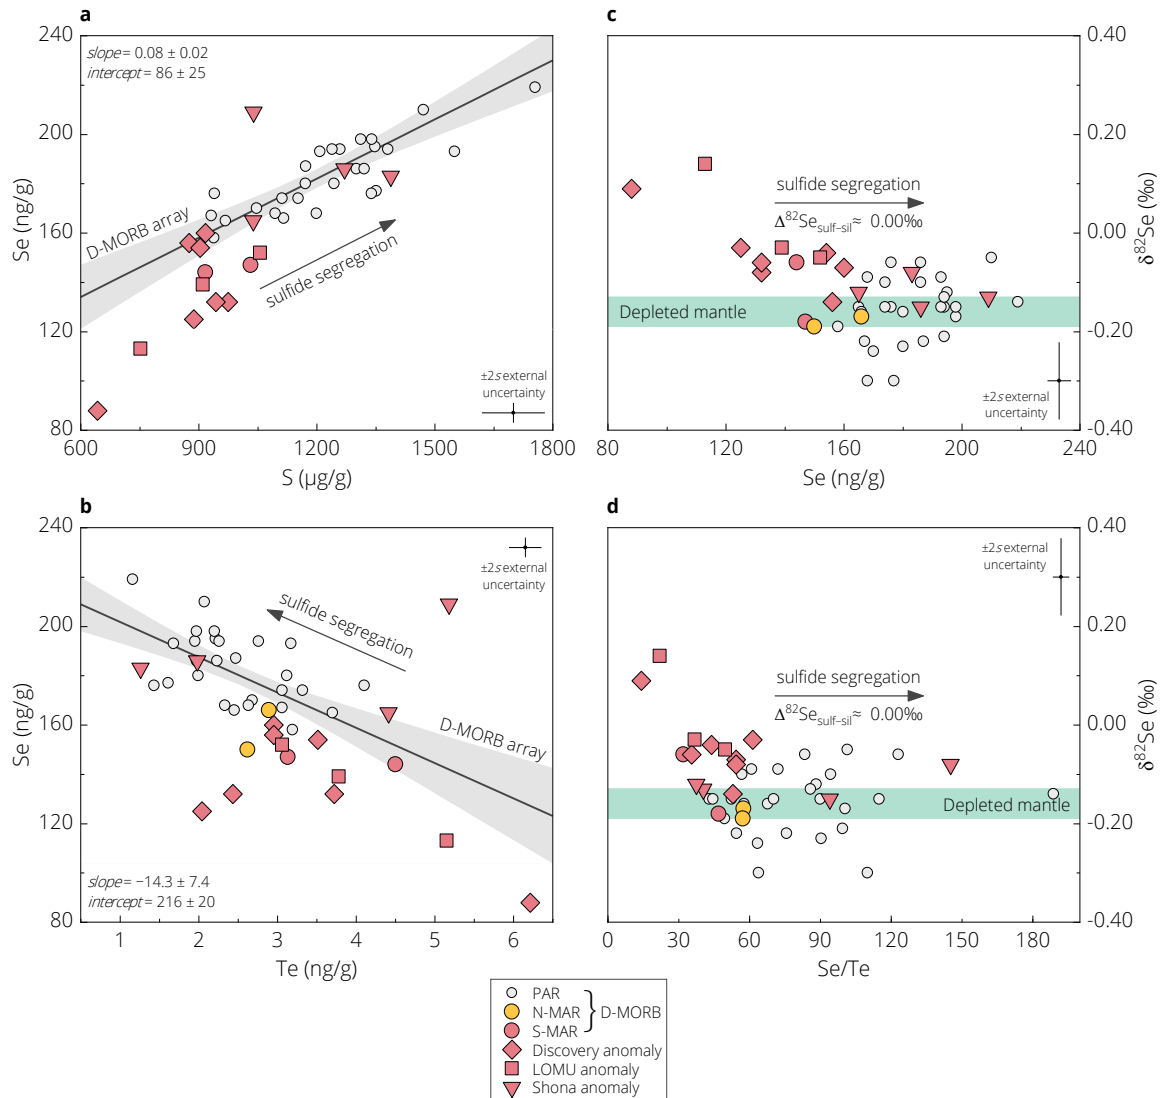 a
240
200
160
120
80
Se (ng/g)
slope = 0.08 ± 0.02
intercept = 86 ± 25
D-MORB array
sulfide segregation
±2s external
uncertainty
600
900
1200
1500
1800
S (μg/g)
c
0.40
0.20
0.00
-0.20
-0.40
δ⁸²Se (‰)
sulfide segregation
Δ⁸²Se_sulf–sil ≈ 0.00‰
Depleted mantle
±2s external
uncertainty
80
120
160
200
240
Se (ng/g)
b
240
200
160
120
80
Se (ng/g)
±2s external
uncertainty
sulfide segregation
D-MORB array
slope = −14.3 ± 7.4
intercept = 216 ± 20
1
2
3
4
5
6
Te (ng/g)
d
0.40
0.20
0.00
-0.20
-0.40
δ⁸²Se (‰)
±2s external
uncertainty
sulfide segregation
Δ⁸²Se_sulf–sil ≈ 0.00‰
Depleted mantle
0
30
60
90
120
150
180
Se/Te
PAR
N-MAR } D-MORB
S-MAR
Discovery anomaly
LOMU anomaly
Shona anomaly